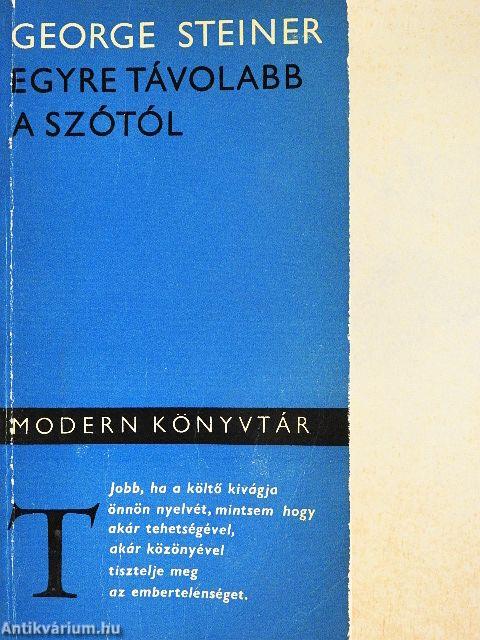 GEORGE STEINER
EGYRE TÁVOLABB
A SZÓTÓL
MODERN KÖNYVTÁR
T
Jobb, ha a költő kivágja
önnön nyelvét, mintsem hogy
akár tehetségével,
akár közönyével
tisztelje meg
az embertelenséget.
Antikvárium.hu